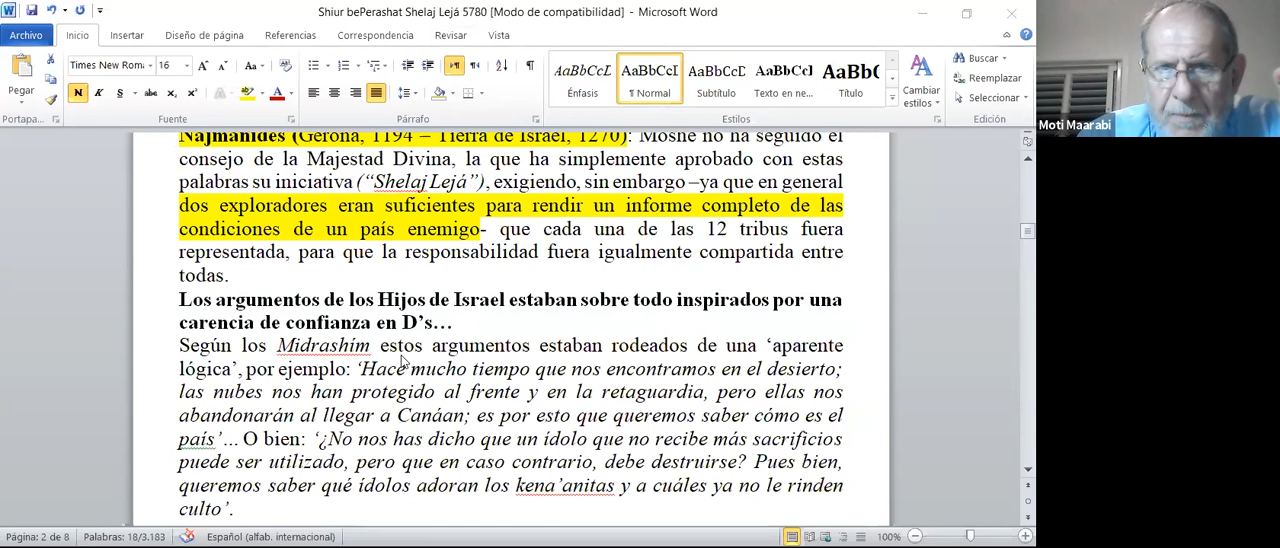 Shiur bePerashat Shelaj Lejá 5780 [Modo de compatibilidad] - Microsoft Word
Archivo Inicio Insertar Diseño de página Referencias Correspondencia Revisar Vista
Times New Roma 16
Pegar
N K S abc x₂ x²
AaBbCcL AaBbCcI AaBbCcD AaBbCcI AaBb(
Énfasis ¶ Normal Subtítulo Texto en ne... Título
Cambiar estilos
Buscar
Reemplazar
Seleccionar
Portapa... Fuente Párrafo Estilos Edición
Moti Maarabi
Najmánides (Gerona, 1194 – Tierra de Israel, 1270): Moshé no ha seguido el
consejo de la Majestad Divina, la que ha simplemente aprobado con estas
palabras su iniciativa (“Shelaj Lejá”), exigiendo, sin embargo –ya que en general
dos exploradores eran suficientes para rendir un informe completo de las
condiciones de un país enemigo- que cada una de las 12 tribus fuera
representada, para que la responsabilidad fuera igualmente compartida entre
todas.
Los argumentos de los Hijos de Israel estaban sobre todo inspirados por una
carencia de confianza en D’s…
Según los Midrashím estos argumentos estaban rodeados de una ‘aparente
lógica’, por ejemplo: ‘Hace mucho tiempo que nos encontramos en el desierto;
las nubes nos han protegido al frente y en la retaguardia, pero ellas nos
abandonarán al llegar a Canáan; es por esto que queremos saber cómo es el
país’… O bien: ‘¿No nos has dicho que un ídolo que no recibe más sacrificios
puede ser utilizado, pero que en caso contrario, debe destruirse? Pues bien,
queremos saber qué ídolos adoran los kena’anitas y a cuáles ya no le rinden
culto’.
Página: 2 de 8 Palabras: 18/3.183 Español (alfab. internacional) 100%